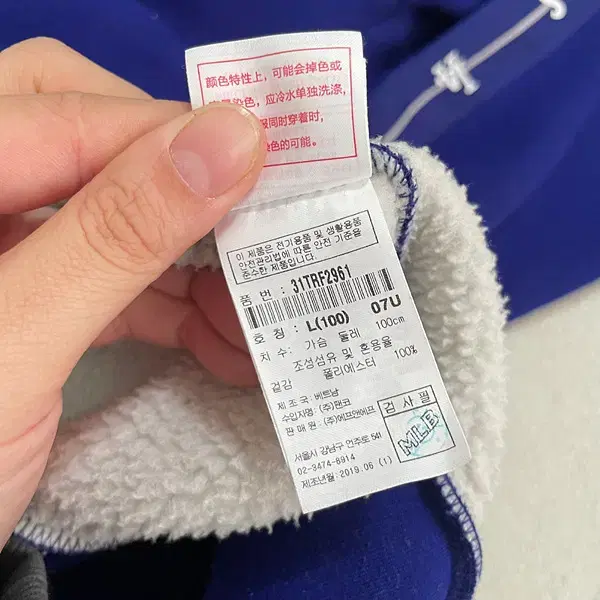 颜色特性上，可能会掉色或
染色，应冷水单独洗涤，
服同时穿着时，
染色的可能。
이 제품은 전기용품 및 생활용품
안전관리법에 따른 안전 기준을
준수한 제품입니다.
품 번 : 31TRF2961
호 칭 : L(100) 07U
치 수 : 가슴 둘레 100cm
조성섬유 및 혼용율
겉감 폴리에스터 100%
제 조 국 : 베트남
수입자명 : (주)탠코
판 매 원 : (주)에프앤에프
검 사 필
MLB
서울시 강남구 언주로 541
02-3474-6914
제조년월 : 2019.06 (1)